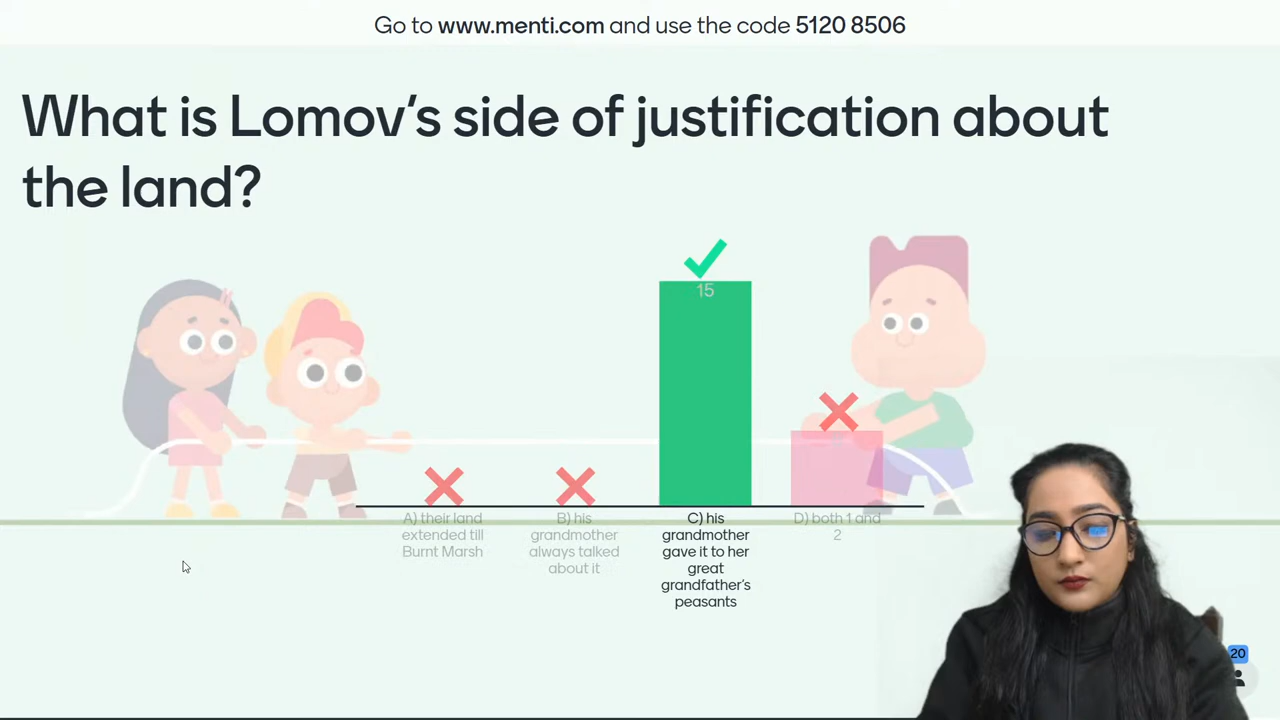 Go to www.menti.com and use the code 5120 8506
What is Lomov's side of justification about
the land?
15
A) their land
extended till
Burnt Marsh
B) his
grandmother
always talked
about it
C) his
grandmother
gave it to her
great
grandfather's
peasants
D) both 1 and
2
20